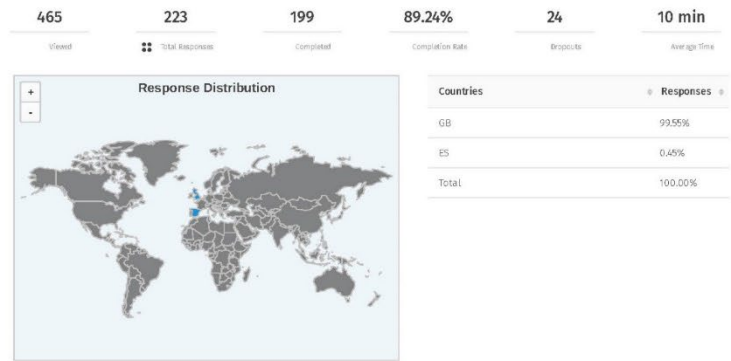 465 223 199 89.24% 24 10 min
Viewed Total Responses Completed Completion Rate Dropouts Average Time
+
-
Response Distribution
Countries Responses
GB 99.55%
ES 0.45%
Total 100.00%